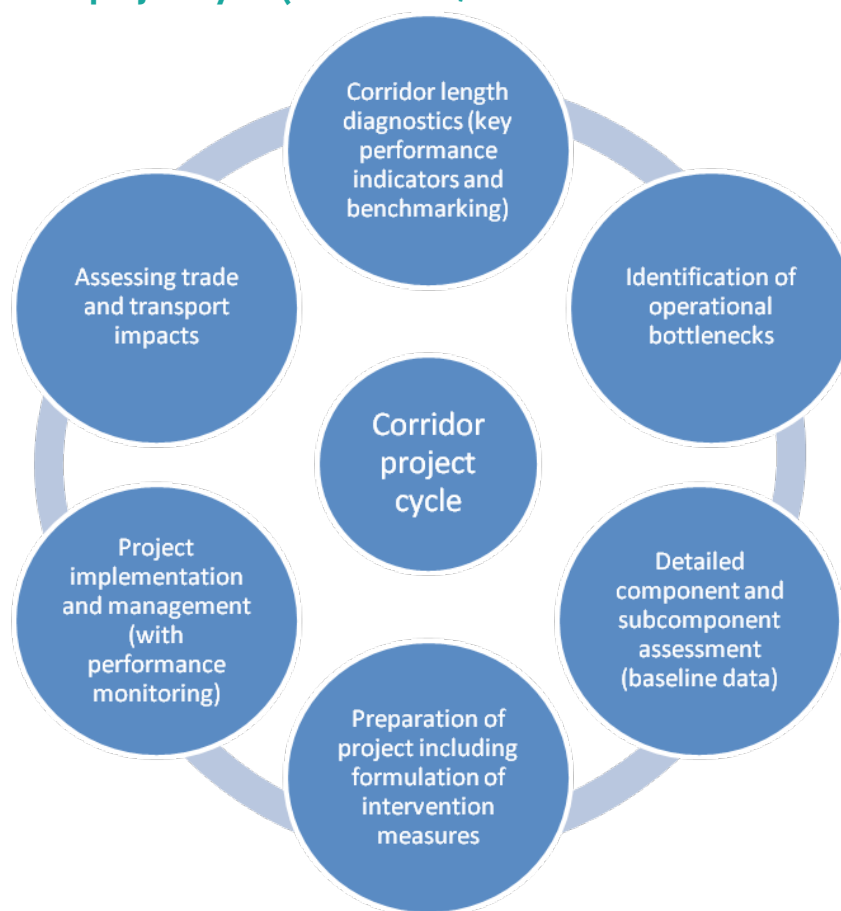 Corridor length
diagnostics (key
performance
indicators and
benchmarking)
Identification of
operational
bottlenecks
Detailed
component and
subcomponent
assessment
(baseline data)
Preparation of
project including
formulation of
intervention
measures
Project
implementation
and management
(with
performance
monitoring)
Assessing trade
and transport
impacts
Corridor
project
cycle